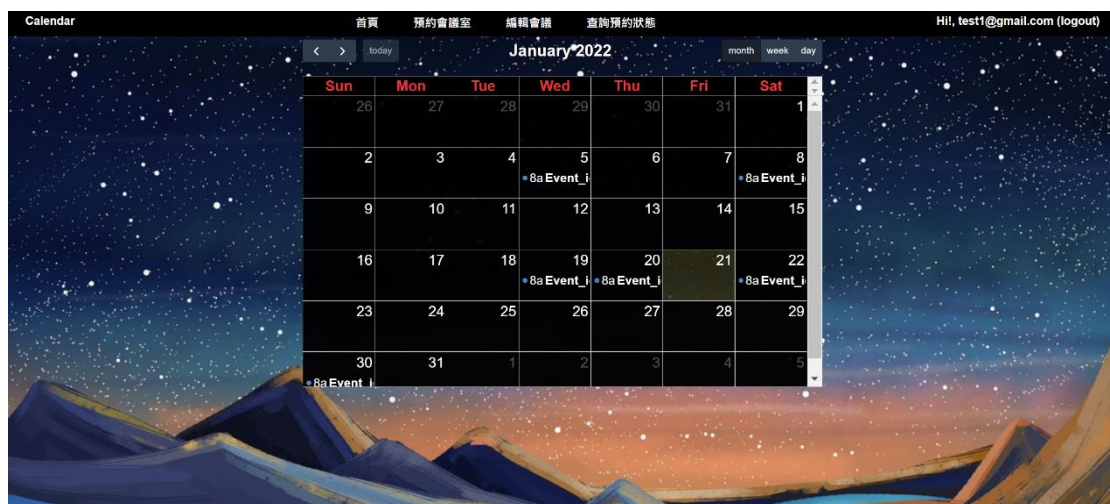 Calendar 首頁 預約會議室 編輯會議 查詢預約狀態 Hi!, test1@gmail.com (logout)
< > today January 2022 month week day
Sun Mon Tue Wed Thu Fri Sat
26 27 28 29 30 31 1
2 3 4 5 6 7 8
8a Event_i 8a Event_i
9 10 11 12 13 14 15
16 17 18 19 20 21 22
8a Event_i 8a Event_i 8a Event_i
23 24 25 26 27 28 29
30 31 1 2 3 4 5
8a Event_i